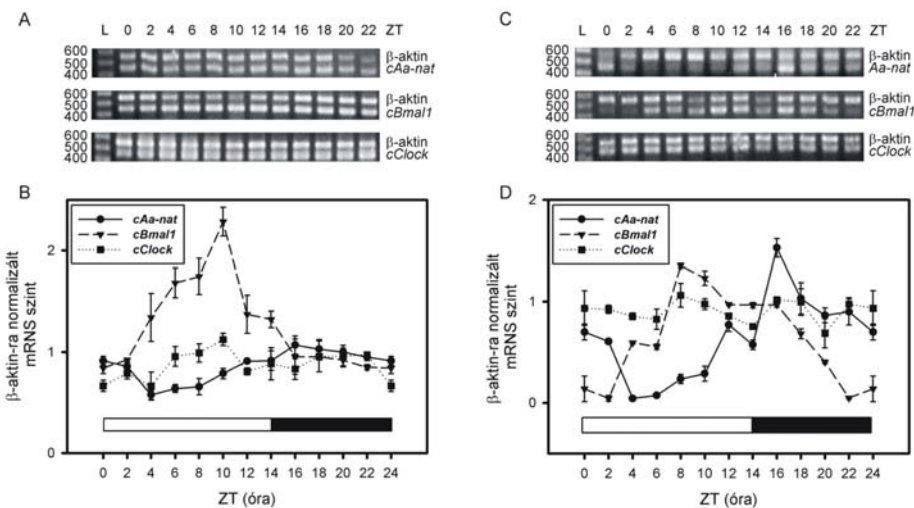 A
L 0 2 4 6 8 10 12 14 16 18 20 22 ZT
600
500
400
β-aktin
cAa-nat
600
500
400
β-aktin
cBmal1
600
500
400
β-aktin
cClock
B
cAa-nat
cBmal1
cClock
β-aktin-ra normalizált
mRNS szint
2
1
0
0 2 4 6 8 10 12 14 16 18 20 22 24
ZT (óra)
C
L 0 2 4 6 8 10 12 14 16 18 20 22 ZT
600
500
400
β-aktin
Aa-nat
600
500
400
β-aktin
cBmal1
600
500
400
β-aktin
cClock
D
cAa-nat
cBmal1
cClock
β-aktin-ra normalizált
mRNS szint
2
1
0
0 2 4 6 8 10 12 14 16 18 20 22 24
ZT (óra)